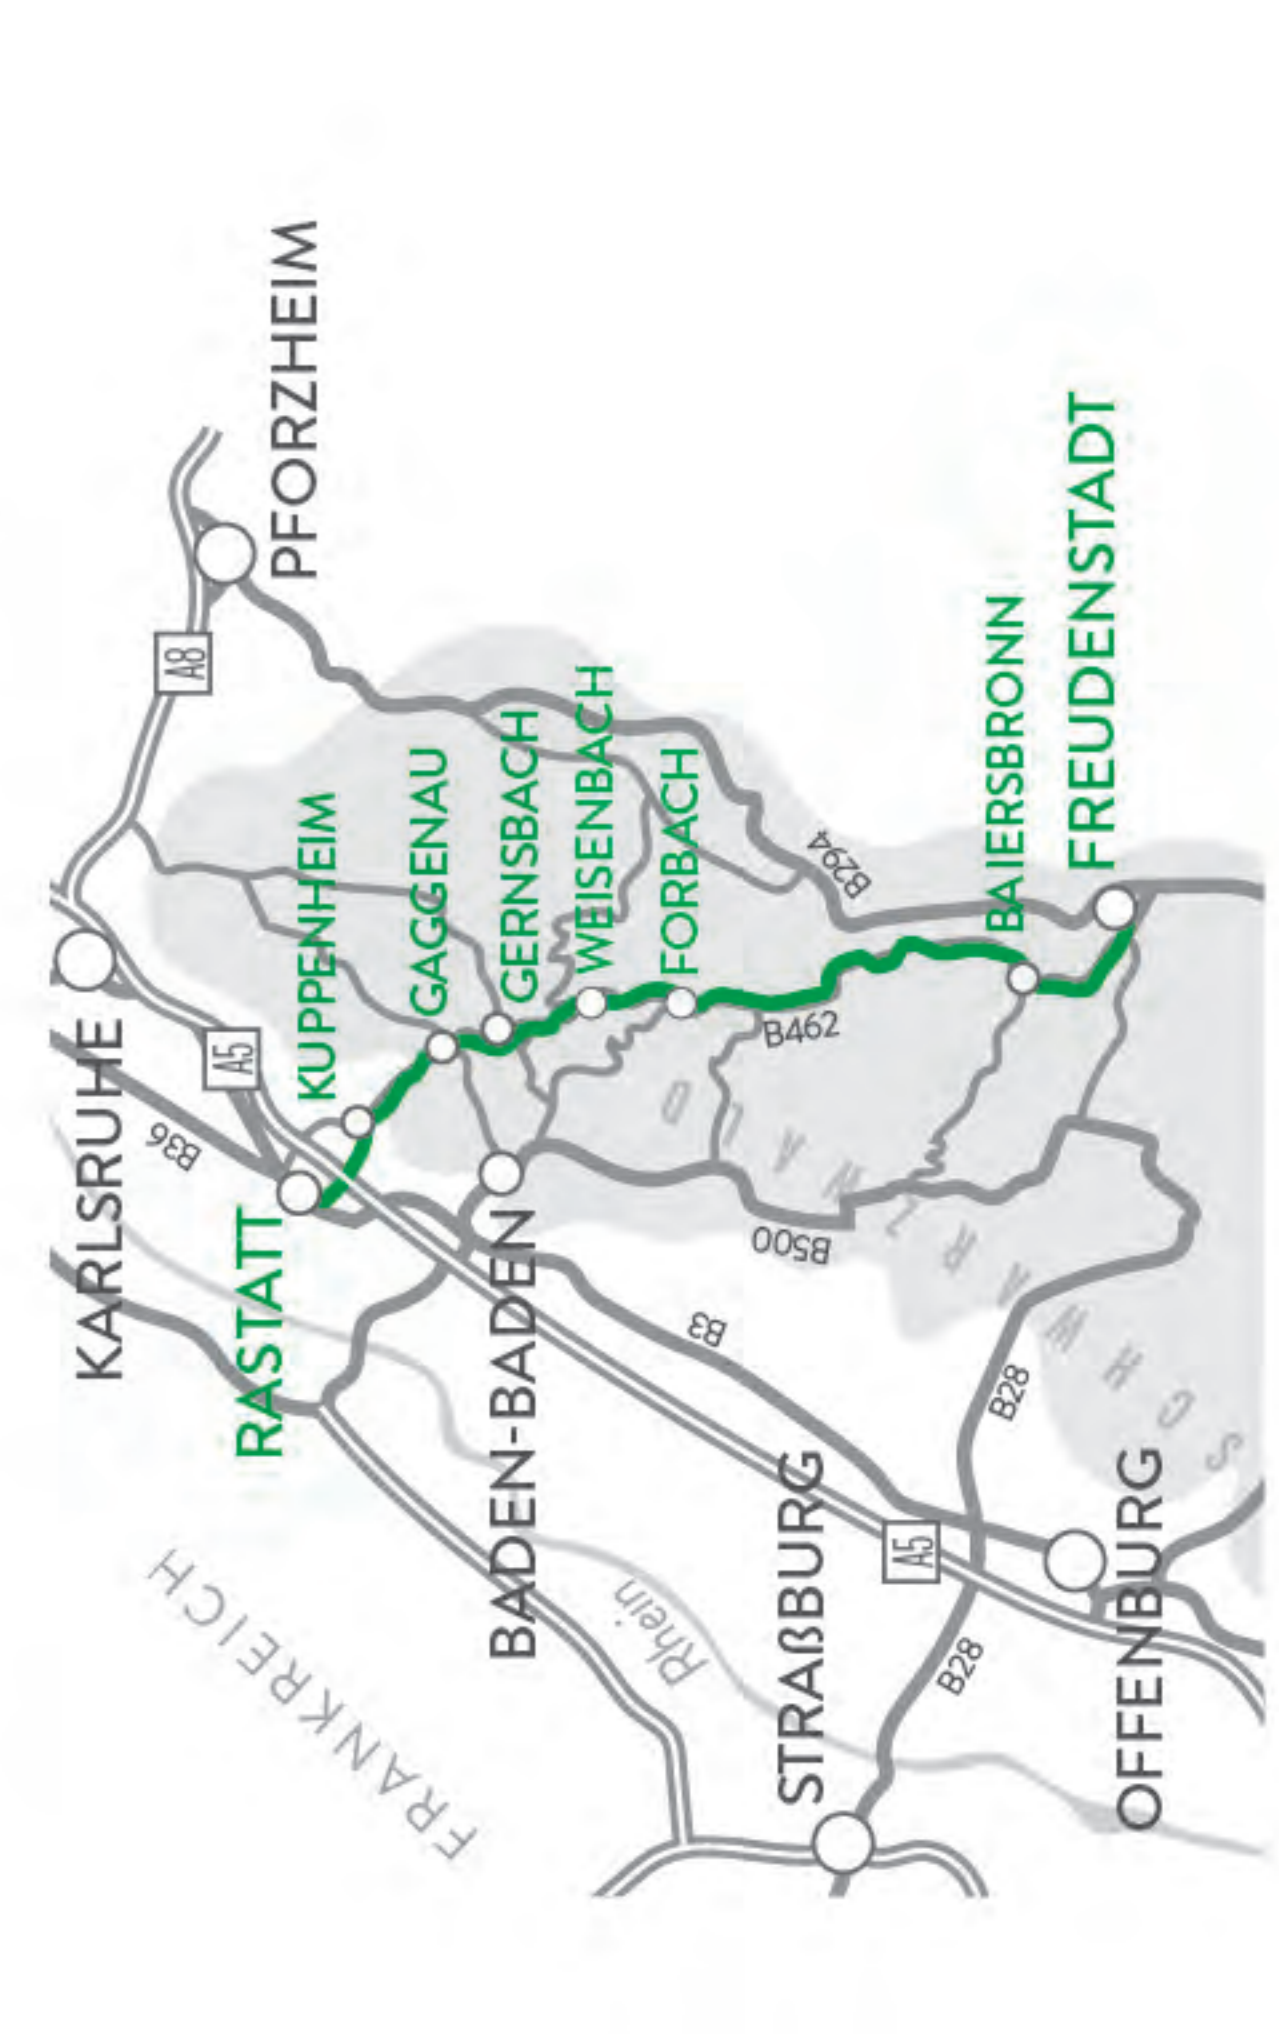 KARLSRUHE
A8
B36
A5
PFORZHEIM
RASTATT
KUPPENHEIM
FRANKREICH
GAGGENAU
BADEN-BADEN
GERNSBACH
WEISENBACH
Rhein
FORBACH
B3
B462
B500
STRAßBURG
B294
A5
B28
B28
BAIERSBRONN
SCHWARZWALD
FREUDENSTADT
OFFENBURG